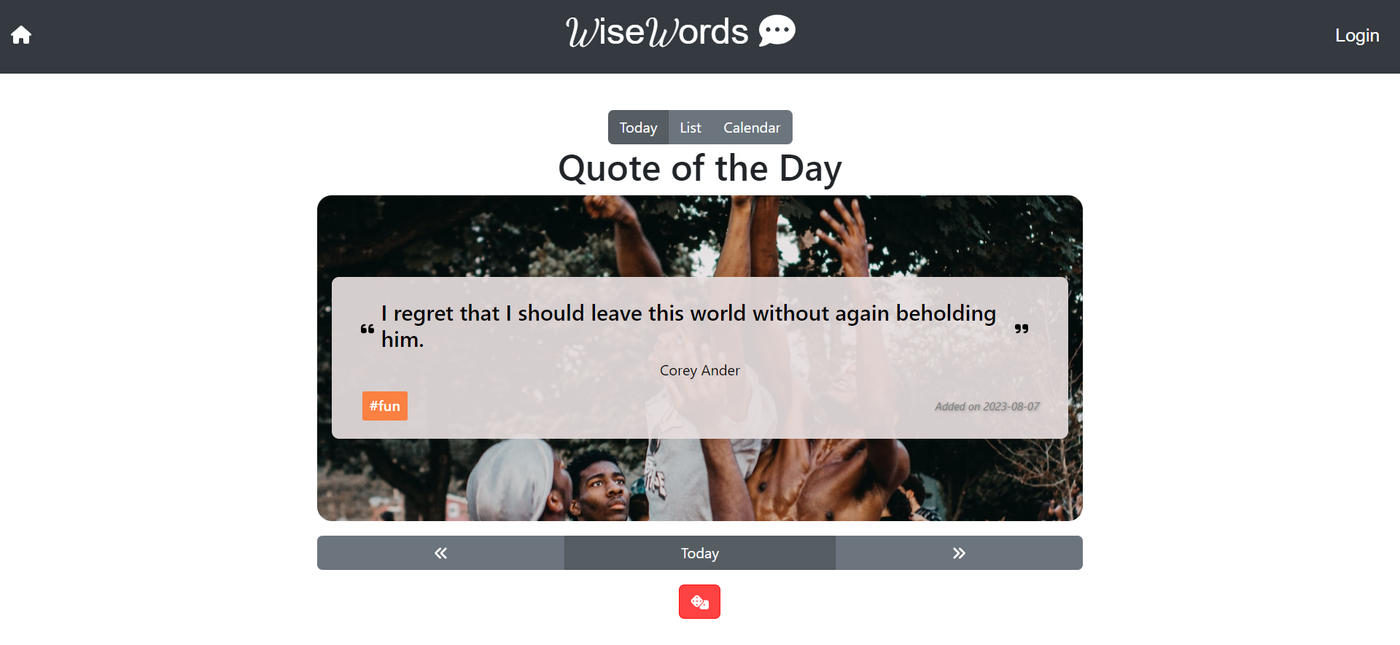 WiseWords
Login
Today List Calendar
Quote of the Day
❝ I regret that I should leave this world without again beholding ❞
him.
Corey Ander
#fun
Added on 2023-08-07
« Today »